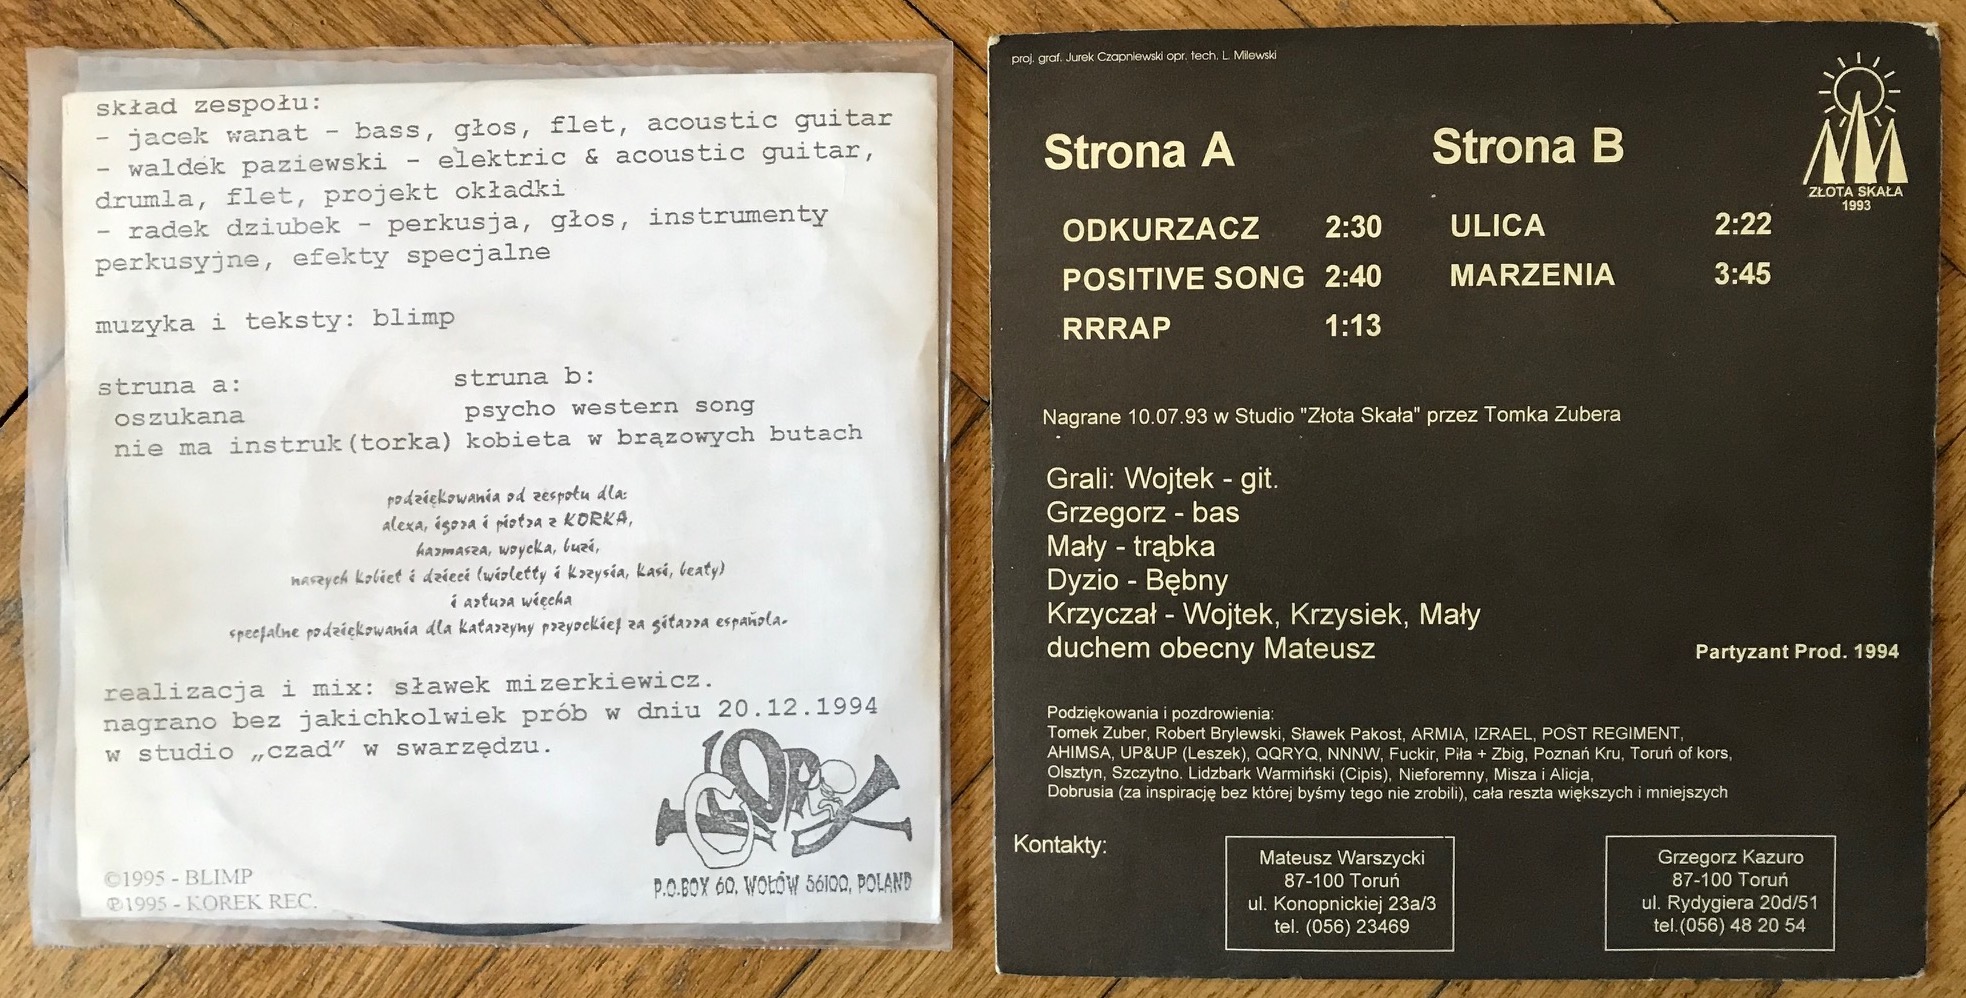 skład zespołu:
- jacek wanat - bass, głos, flet, acoustic guitar
- waldek paziewski - elektric & acoustic guitar,
drumla, flet, projekt okładki
- radek dziubek - perkusja, głos, instrumenty
perkusyjne, efekty specjalne
muzyka i teksty: blimp
struna a:
oszukana
nie ma instruk(torka)
struna b:
psycho western song
kobieta w brązowych butach
podziękowania od zespołu dla:
alexa, igora i piotra z KORKA,
harmasza, woycka, buzi,
naszych kobiet i dzieci (wioletty i krzysia, kasi, beaty)
i artura więcha
specjalne podziękowania dla katarzyny przyockiej za gitarra española.
realizacja i mix: sławek mizerkiewicz.
nagrano bez jakichkolwiek prób w dniu 20.12.1994
w studio „czad” w swarzędzu.
P.O.BOX 60, WOŁÓW 56100, POLAND
©1995 - BLIMP
℗1995 - KOREK REC.
proj. graf. Jurek Czapniewski opr. tech. L. Milewski
ZŁOTA SKAŁA
1993
Strona A
ODKURZACZ 2:30
POSITIVE SONG 2:40
RRRAP 1:13
Strona B
ULICA 2:22
MARZENIA 3:45
Nagrane 10.07.93 w Studio "Złota Skała" przez Tomka Zubera
Grali: Wojtek - git.
Grzegorz - bas
Mały - trąbka
Dyzio - Bębny
Krzyczał - Wojtek, Krzysiek, Mały
duchem obecny Mateusz
Partyzant Prod. 1994
Podziękowania i pozdrowienia:
Tomek Zuber, Robert Brylewski, Sławek Pakost, ARMIA, IZRAEL, POST REGIMENT,
AHIMSA, UP&UP (Leszek), QQRYQ, NNNW, Fuckir, Piła + Zbig, Poznań Kru, Toruń of kors,
Olsztyn, Szczytno. Lidzbark Warmiński (Cipis), Nieforemny, Misza i Alicja,
Dobrusia (za inspirację bez której byśmy tego nie zrobili), cała reszta większych i mniejszych
Kontakty:
Mateusz Warszycki
87-100 Toruń
ul. Konopnickiej 23a/3
tel. (056) 23469
Grzegorz Kazuro
87-100 Toruń
ul. Rydygiera 20d/51
tel.(056) 48 20 54